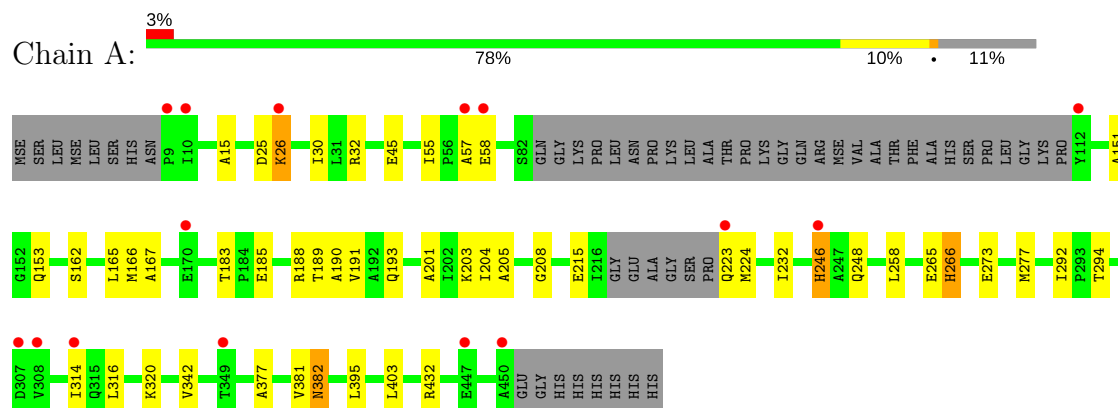 3%
Chain A:
78% 10% • 11%
MSE SER LEU MSE LEU SER HIS ASN P9 I10 A15 D25 K26 I30 L31 R32 E45 I55 P56 A57 E58 S82 GLN GLY LYS PRO LEU ASN PRO LYS LEU ALA THR PRO LYS GLY GLN ARG MSE VAL ALA THR PHE ALA HIS SER PRO LEU GLY LYS PRO Y112 A151
G152 Q153 S162 L165 M166 A167 E170 T183 P184 E185 R188 T189 A190 V191 A192 Q193 A201 I202 K203 I204 A205 G208 E215 I216 GLY GLU ALA GLY SER PRO Q223 M224 I232 H246 A247 Q248 L258 E265 H266 E273 M277 I292 P293 T294
D307 V308 I314 Q315 L316 K320 V342 T349 A377 V381 N382 L395 L403 R432 E447 A450 GLU GLY HIS HIS HIS HIS HIS HIS